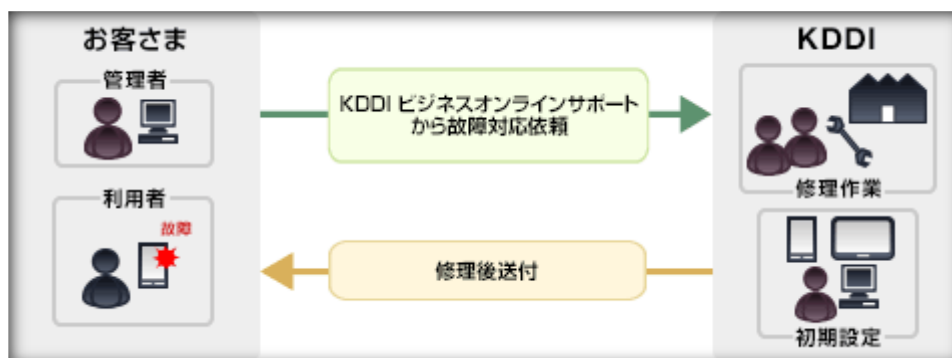 お客さま
管理者
利用者
故障
KDDI ビジネスオンラインサポート
から故障対応依頼
修理後送付
KDDI
修理作業
初期設定